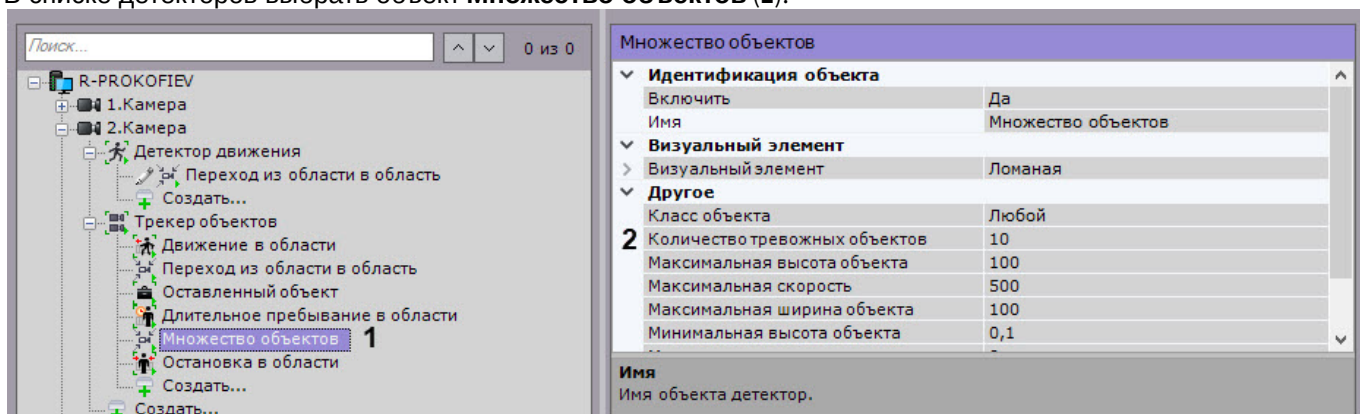 В списке детекторов выбрать объект Множество объектов (1).
Поиск...
0 из 0
R-PROKOFIEV
1.Камера
2.Камера
Детектор движения
Переход из области в область
Создать...
Трекер объектов
Движение в области
Переход из области в область
Оставленный объект
Длительное пребывание в области
Множество объектов 1
Остановка в области
Создать...
Создать...
Множество объектов
Идентификация объекта
Включить Да
Имя Множество объектов
Визуальный элемент
Визуальный элемент Ломаная
Другое
Класс объекта Любой
2 Количество тревожных объектов 10
Максимальная высота объекта 100
Максимальная скорость 500
Максимальная ширина объекта 100
Минимальная высота объекта 0,1
Имя
Имя объекта детектор.